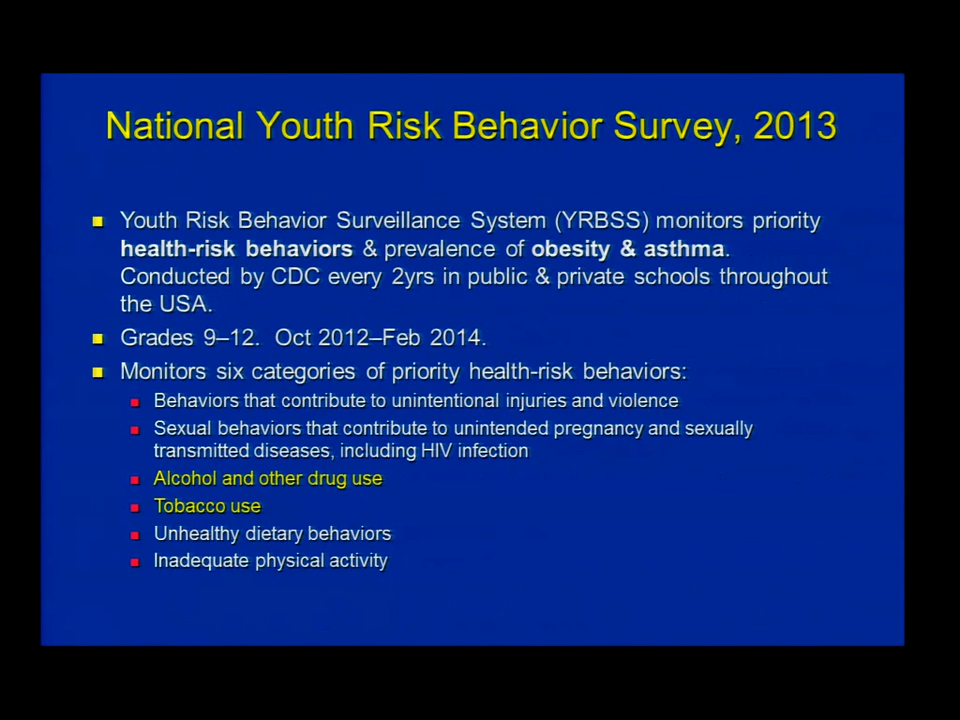 National Youth Risk Behavior Survey, 2013
Youth Risk Behavior Surveillance System (YRBSS) monitors priority
health-risk behaviors & prevalence of obesity & asthma.
Conducted by CDC every 2yrs in public & private schools throughout
the USA.
Grades 9–12. Oct 2012–Feb 2014.
Monitors six categories of priority health-risk behaviors:
Behaviors that contribute to unintentional injuries and violence
Sexual behaviors that contribute to unintended pregnancy and sexually
transmitted diseases, including HIV infection
Alcohol and other drug use
Tobacco use
Unhealthy dietary behaviors
Inadequate physical activity